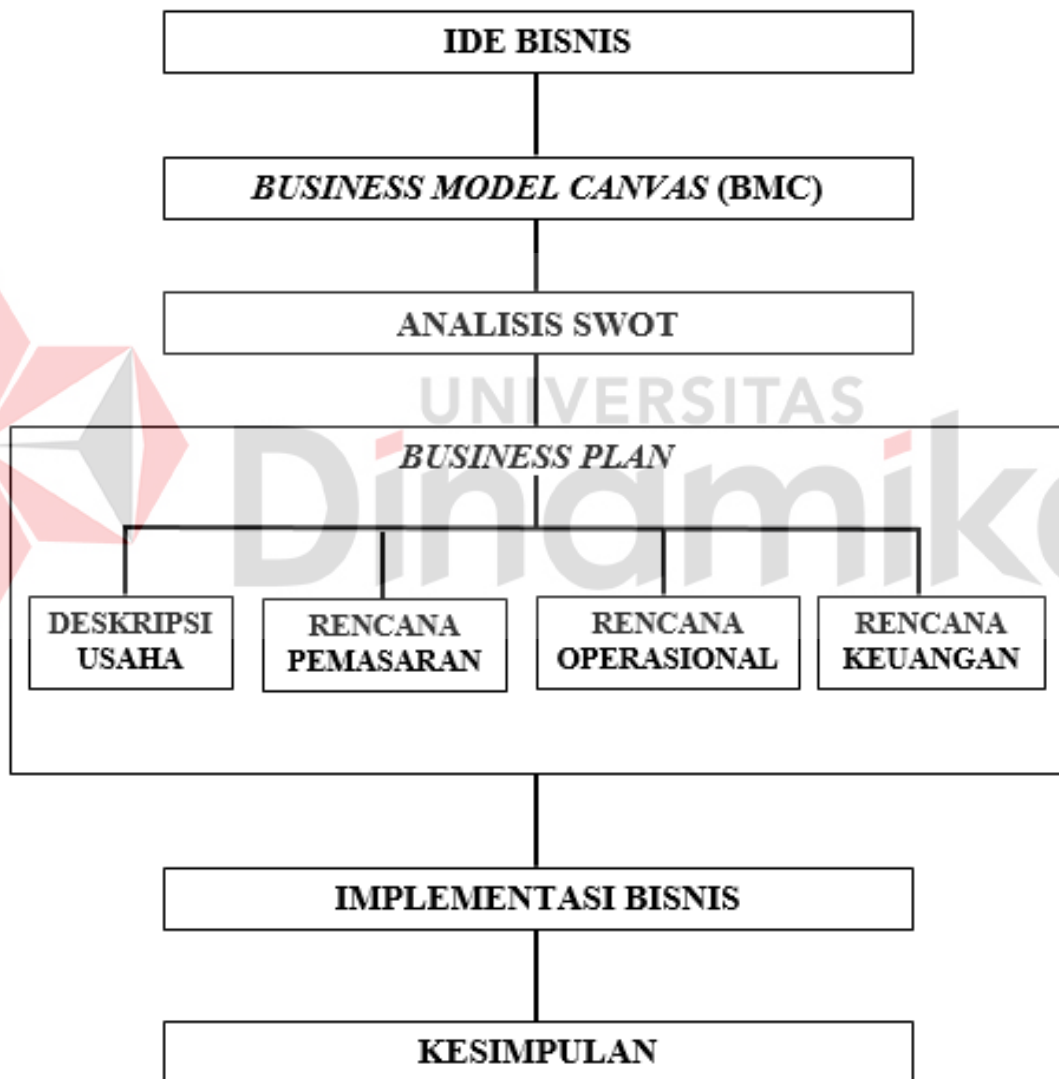 IDE BISNIS
BUSINESS MODEL CANVAS (BMC)
ANALISIS SWOT
UNIVERSITAS
Dinamika
BUSINESS PLAN
DESKRIPSI
USAHA
RENCANA
PEMASARAN
RENCANA
OPERASIONAL
RENCANA
KEUANGAN
IMPLEMENTASI BISNIS
KESIMPULAN